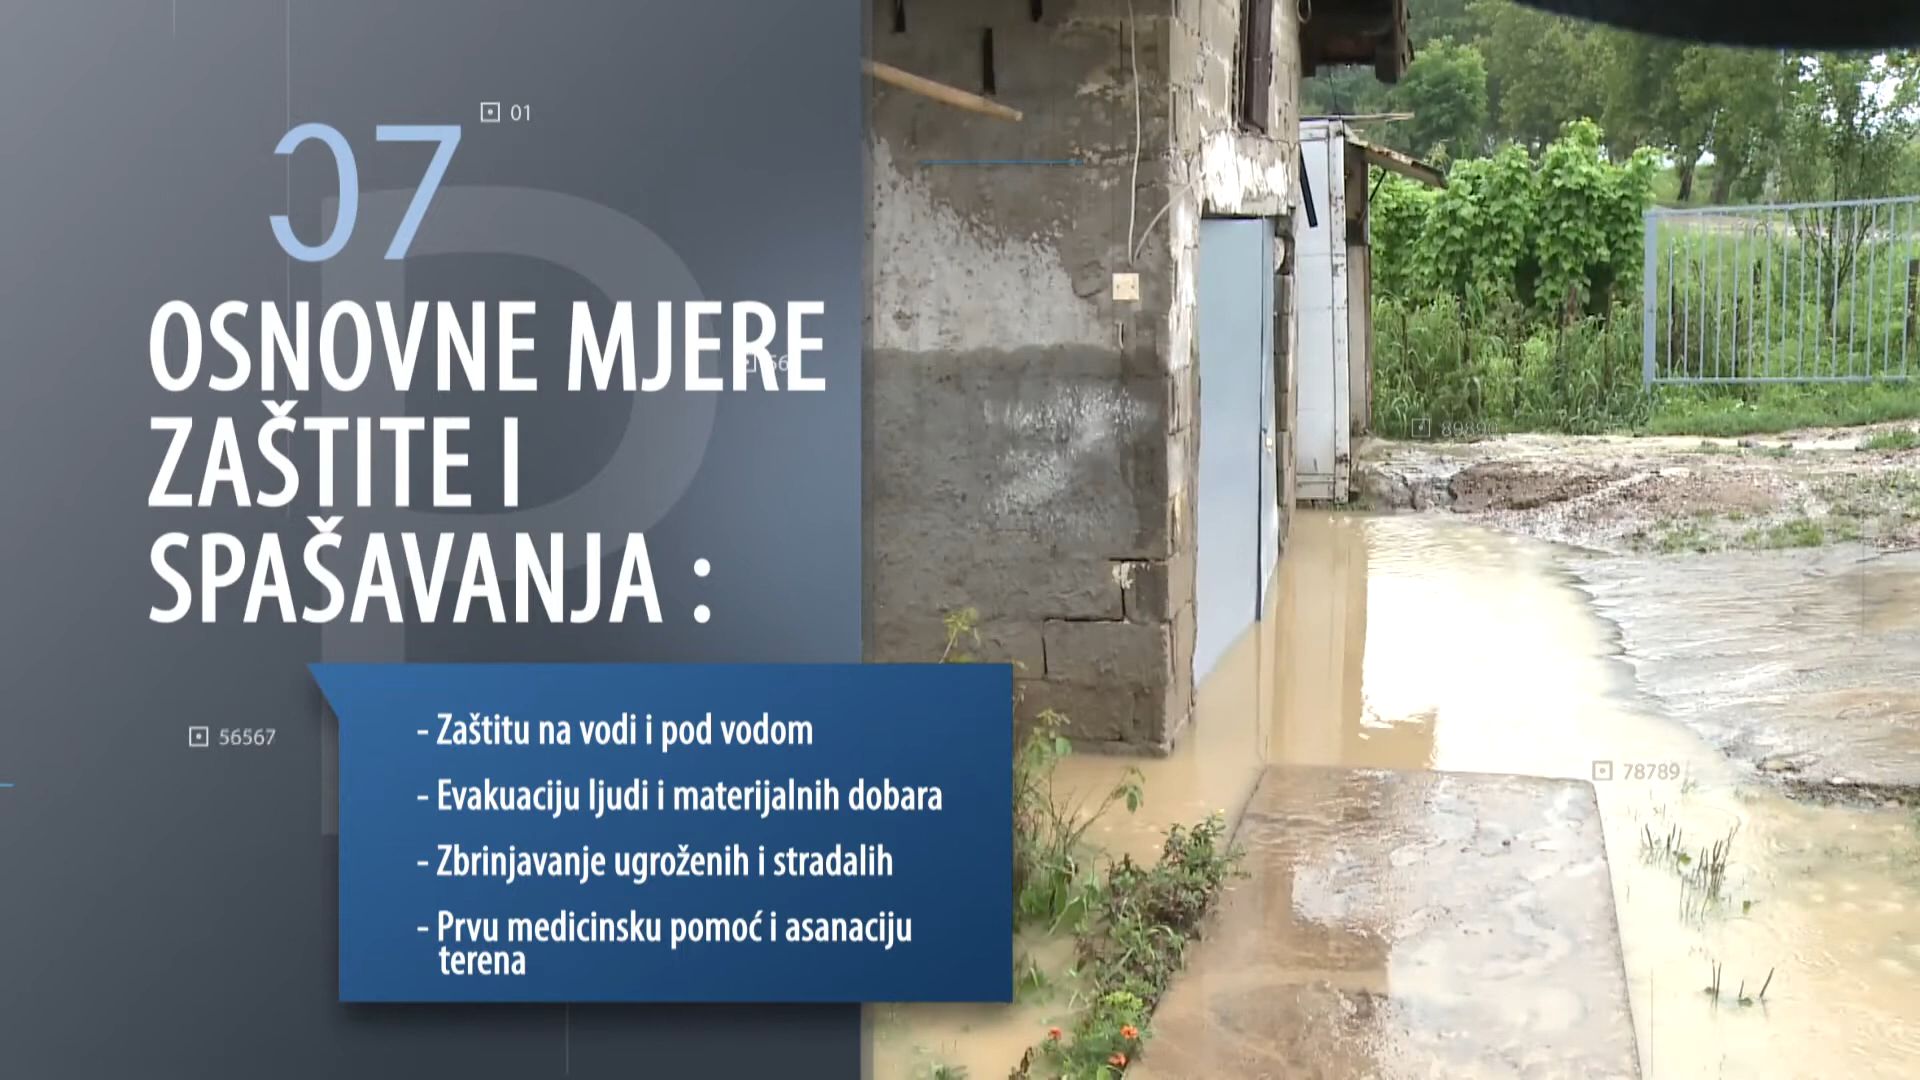 01
07
OSNOVNE MJERE
ZAŠTITE I
SPAŠAVANJA :
89890
56567
- Zaštitu na vodi i pod vodom
- Evakuaciju ljudi i materijalnih dobara
- Zbrinjavanje ugroženih i stradalih
- Prvu medicinsku pomoć i asanaciju
terena
78789